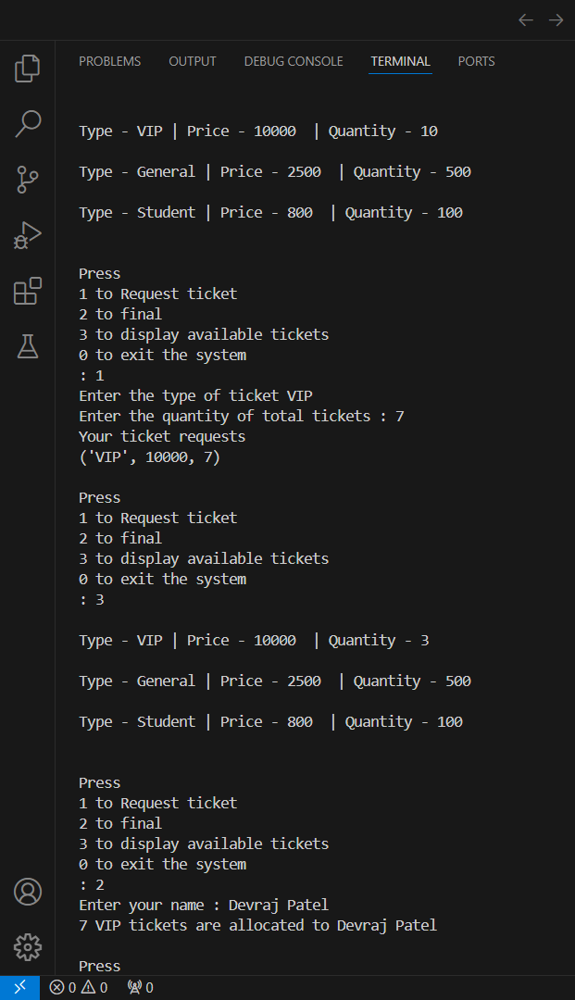 PROBLEMS OUTPUT DEBUG CONSOLE TERMINAL PORTS
Type - VIP | Price - 10000  | Quantity - 10
Type - General | Price - 2500  | Quantity - 500
Type - Student | Price - 800  | Quantity - 100
Press
1 to Request ticket
2 to final
3 to display available tickets
0 to exit the system
: 1
Enter the type of ticket VIP
Enter the quantity of total tickets : 7
Your ticket requests
('VIP', 10000, 7)
Press
1 to Request ticket
2 to final
3 to display available tickets
0 to exit the system
: 3
Type - VIP | Price - 10000  | Quantity - 3
Type - General | Price - 2500  | Quantity - 500
Type - Student | Price - 800  | Quantity - 100
Press
1 to Request ticket
2 to final
3 to display available tickets
0 to exit the system
: 2
Enter your name : Devraj Patel
7 VIP tickets are allocated to Devraj Patel
Press
0 0 0